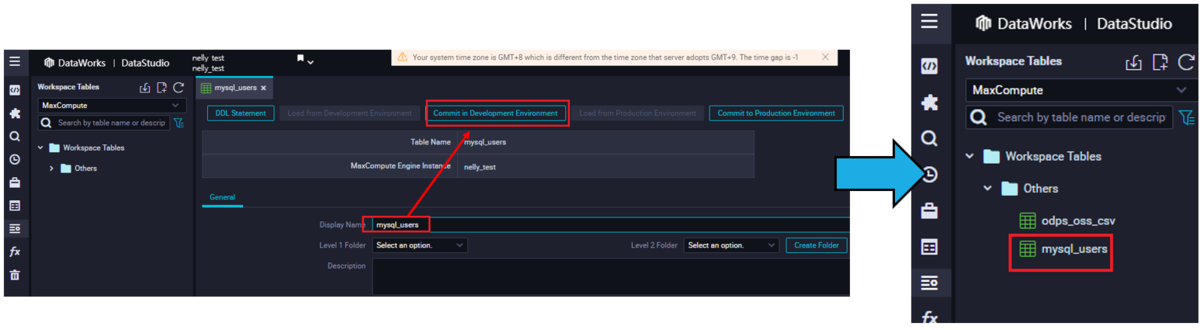 DataWorks | DataStudio
nelly_test
nelly_test
Your system time zone is GMT+8 which is different from the time zone that server adopts GMT+9. The time gap is -1
Workspace Tables
MaxCompute
Search by table name or descrip
Workspace Tables
Others
mysql_users
DDL Statement
Load from Development Environment
Commit in Development Environment
Load from Production Environment
Commit to Production Environment
Table Name mysql_users
MaxCompute Engine Instance nelly_test
General
Display Name mysql_users
Level 1 Folder Select an option.
Level 2 Folder Select an option.
Create Folder
Description
fx
DataWorks | DataStudio
Workspace Tables
MaxCompute
Search by table name or descrip
Workspace Tables
Others
odps_oss_csv
mysql_users
fx